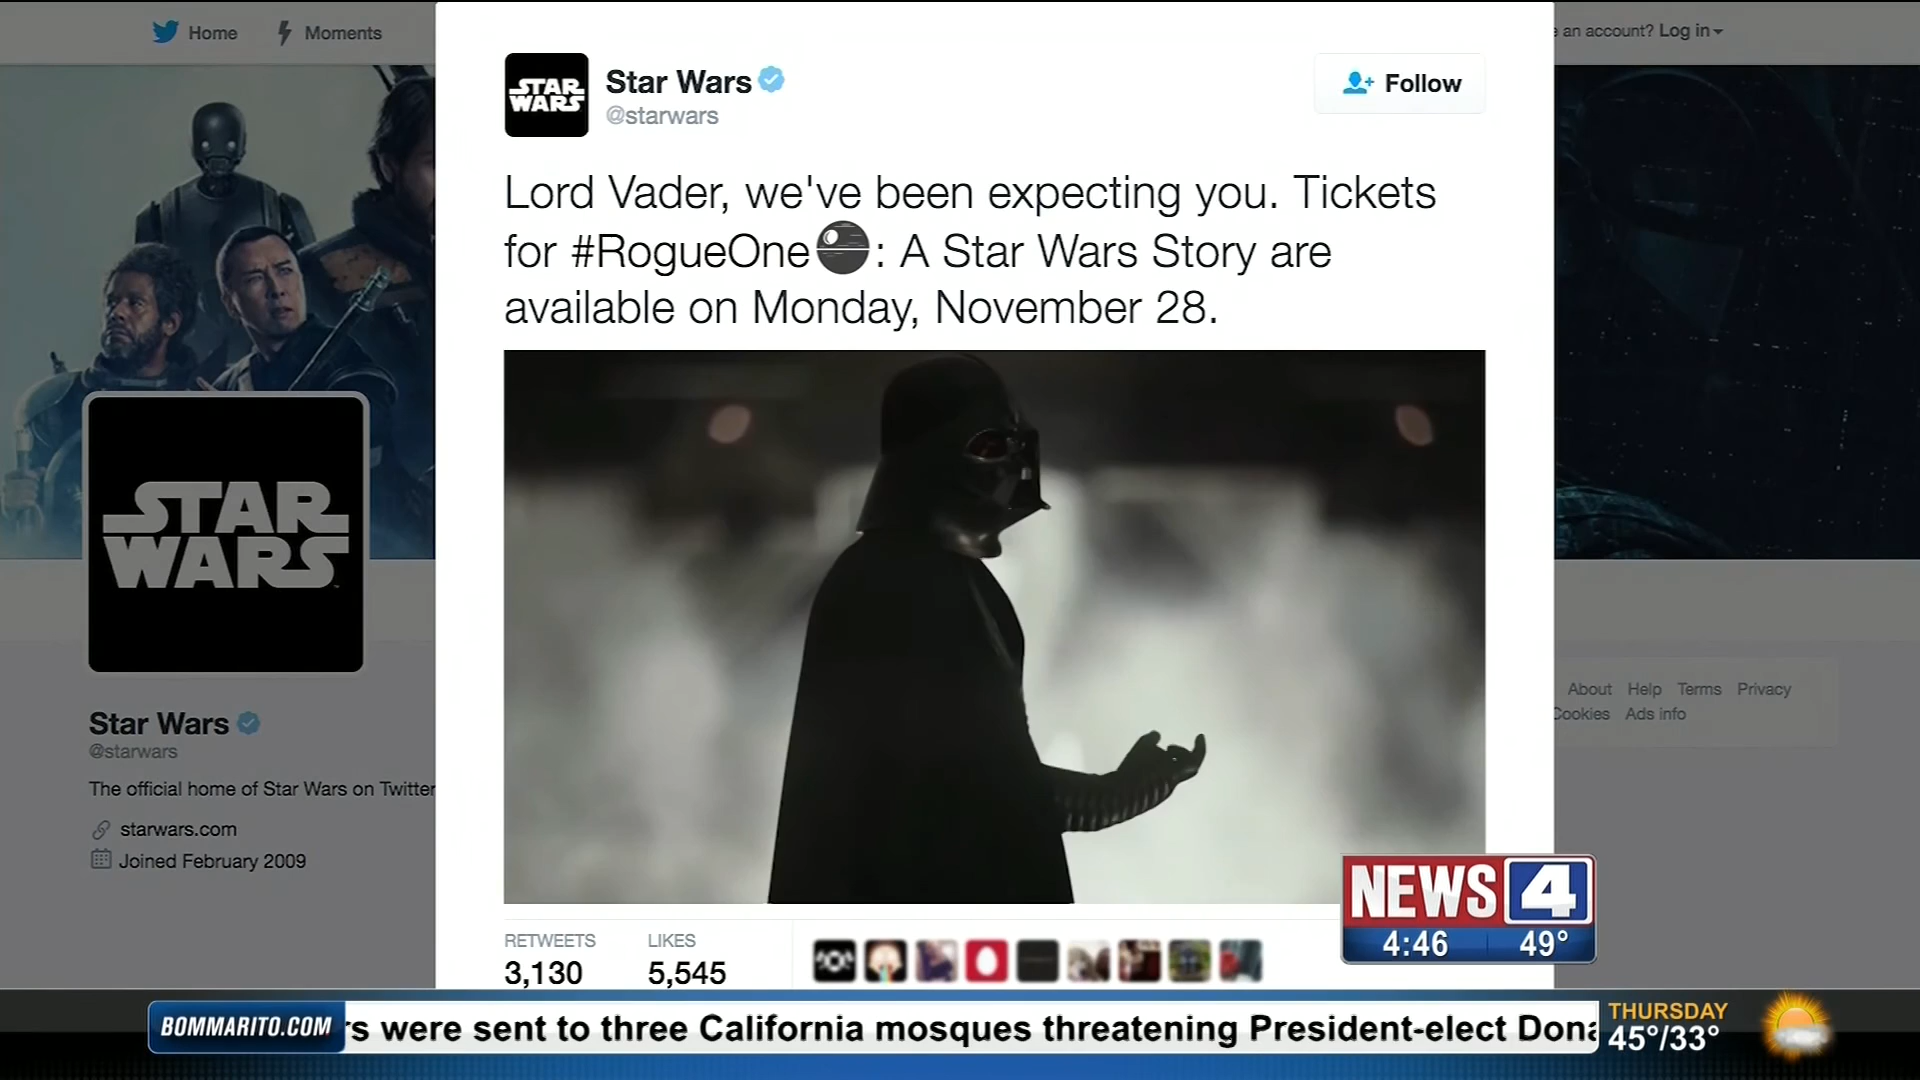 Home Moments
an account? Log in
STAR
WARS
Star Wars
@starwars
Follow
Lord Vader, we've been expecting you. Tickets
for #RogueOne: A Star Wars Story are
available on Monday, November 28.
STAR
WARS
Star Wars
@starwars
The official home of Star Wars on Twitter
starwars.com
Joined February 2009
About Help Terms Privacy
Cookies Ads info
RETWEETS LIKES
3,130 5,545
NEWS 4
4:46 49°
BOMMARITO.COM
s were sent to three California mosques threatening President-elect Dona
THURSDAY
45°/33°